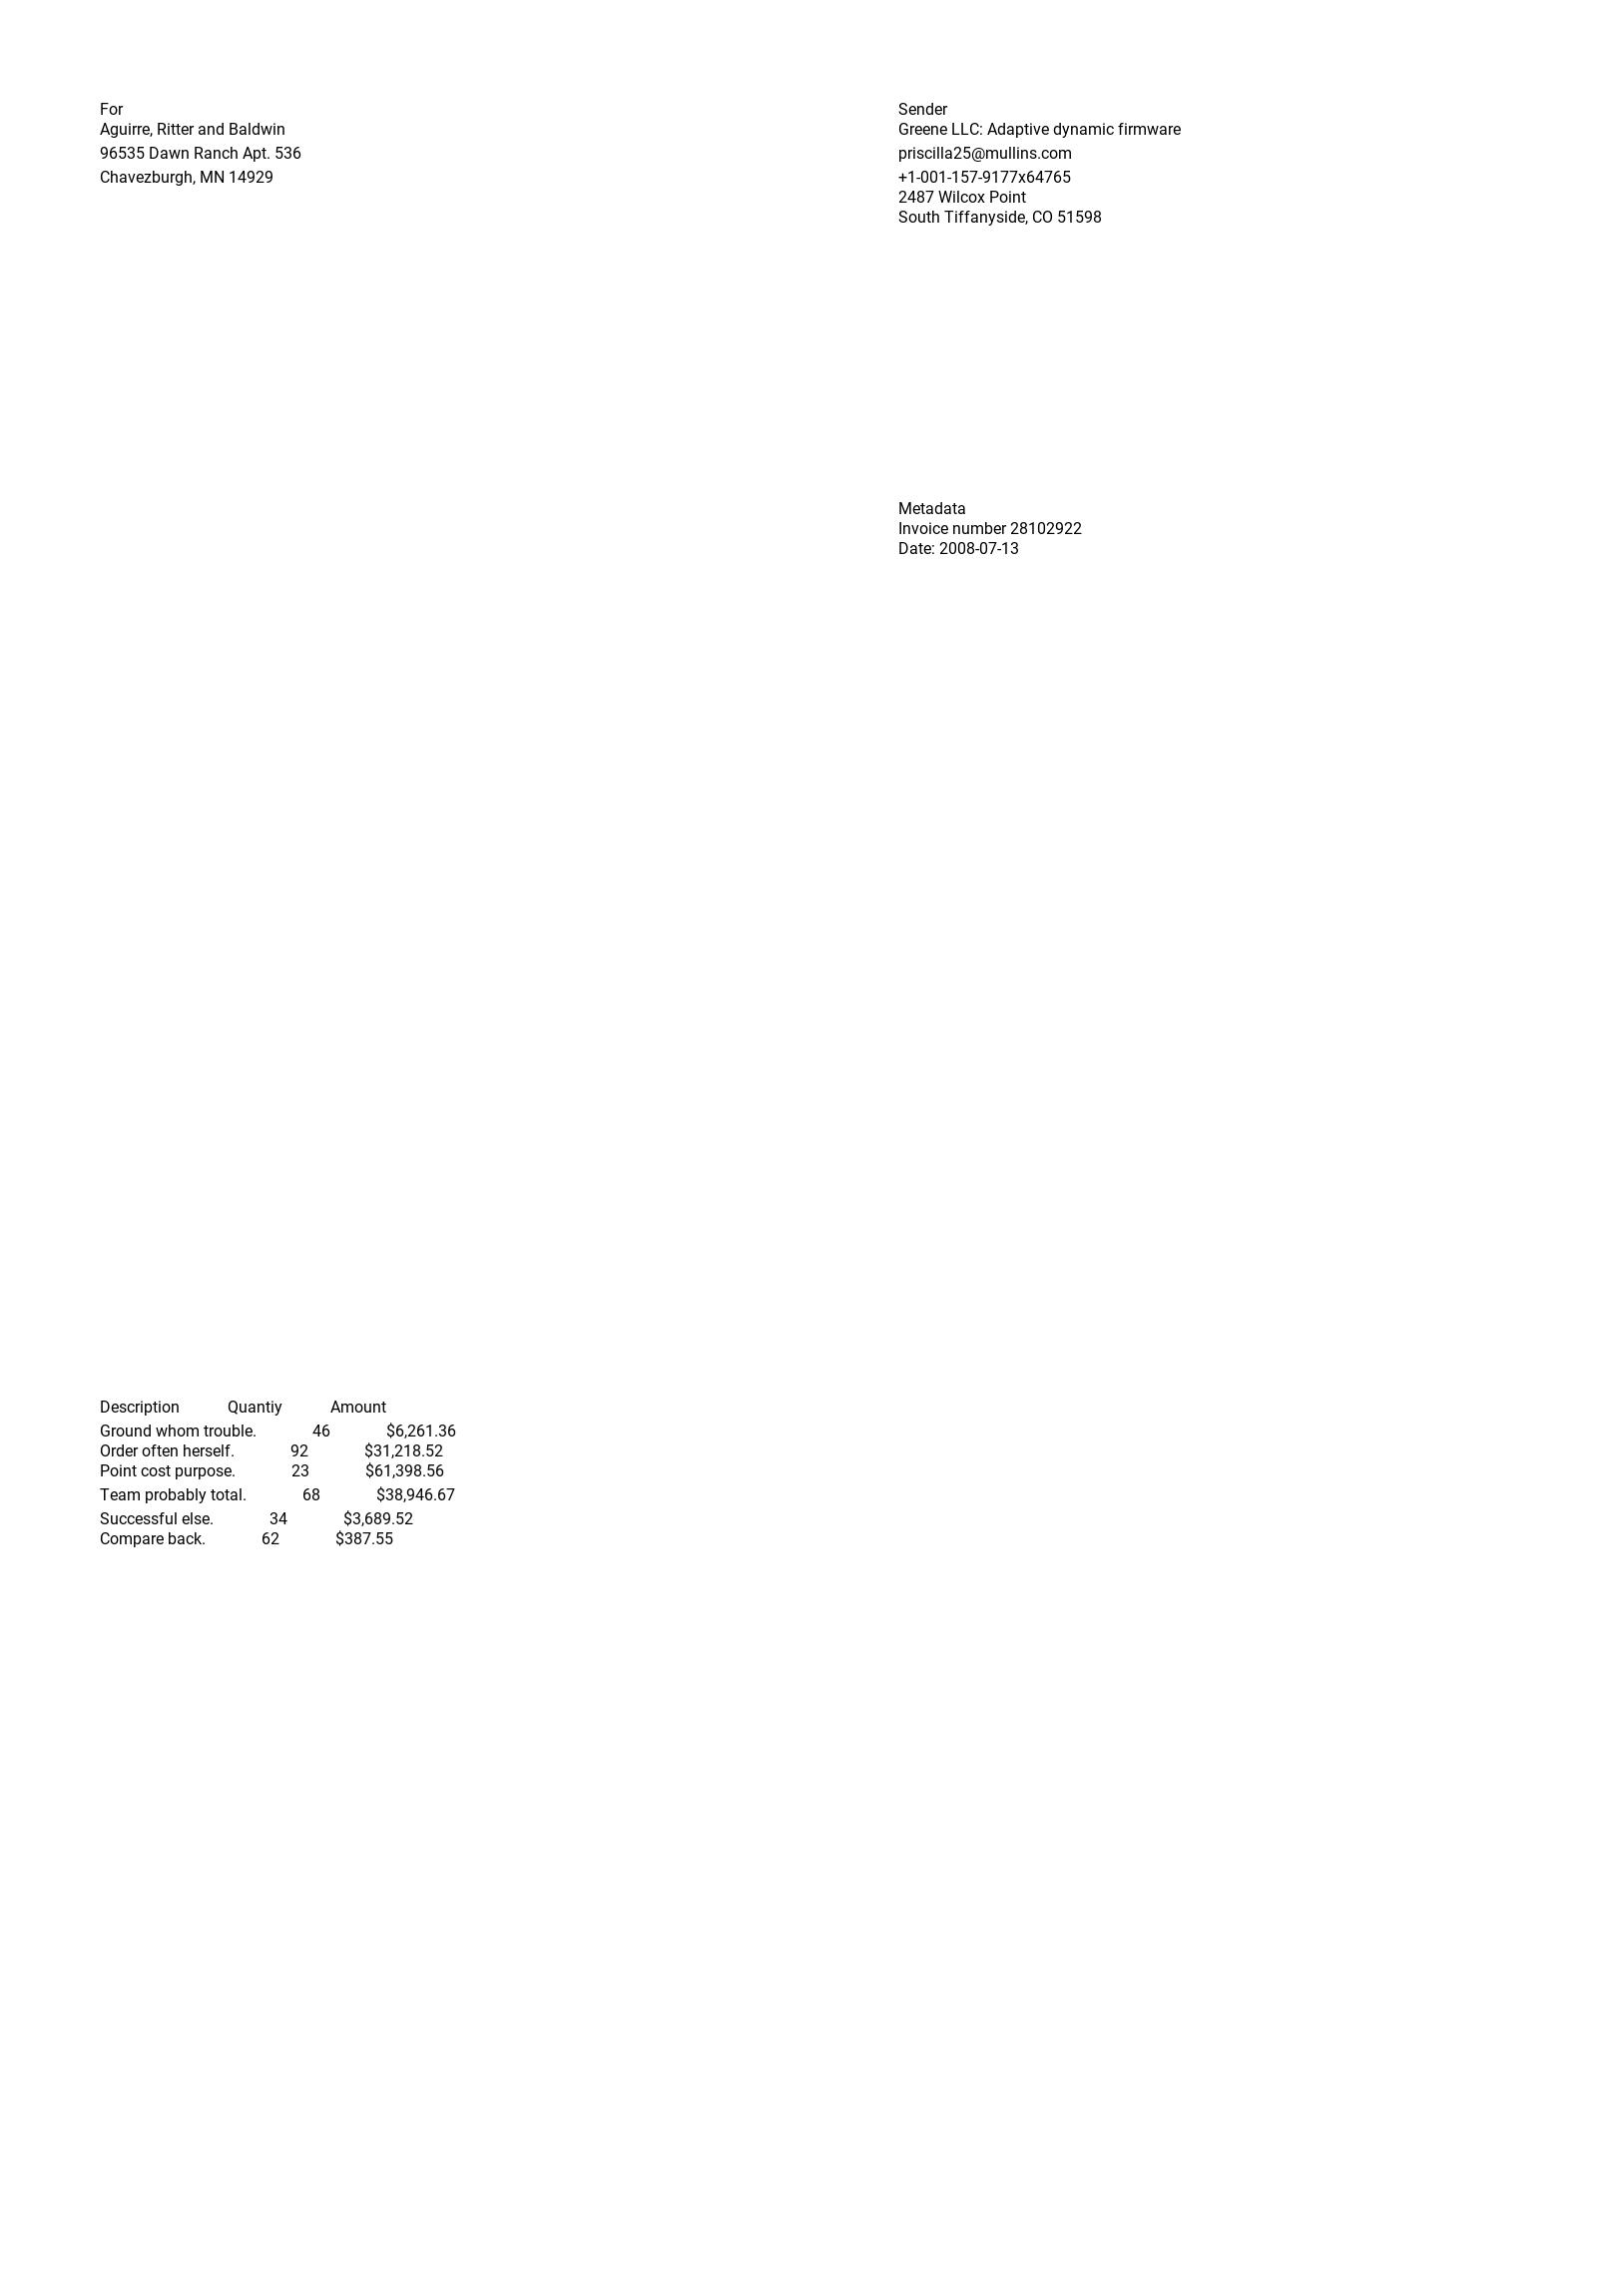 For
Aguirre, Ritter and Baldwin
96535 Dawn Ranch Apt. 536
Chavezburgh, MN 14929
Sender
Greene LLC: Adaptive dynamic firmware
priscilla25@mullins.com
+1-001-157-9177x64765
2487 Wilcox Point
South Tiffanyside, CO 51598
Metadata
Invoice number 28102922
Date: 2008-07-13
Description Quantiy Amount
Ground whom trouble. 46 $6,261.36
Order often herself. 92 $31,218.52
Point cost purpose. 23 $61,398.56
Team probably total. 68 $38,946.67
Successful else. 34 $3,689.52
Compare back. 62 $387.55